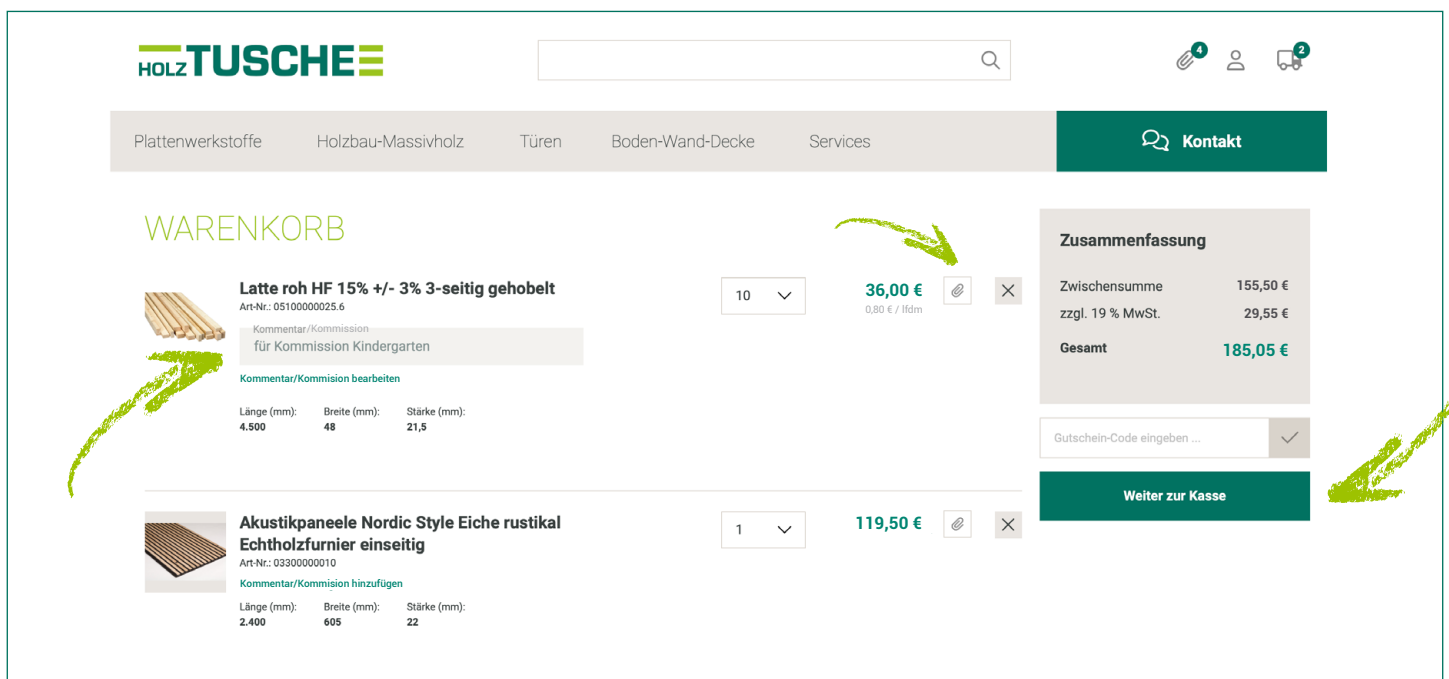 HOLZ TUSCHE
4
2
Plattenwerkstoffe Holzbau-Massivholz Türen Boden-Wand-Decke Services Kontakt
WARENKORB
Latte roh HF 15% +/- 3% 3-seitig gehobelt
Art-Nr.: 05100000025.6
Kommentar/Kommission
für Kommission Kindergarten
Kommentar/Kommision bearbeiten
Länge (mm): Breite (mm): Stärke (mm):
4.500 48 21,5
10
36,00 €
0,80 € / lfdm
Akustikpaneele Nordic Style Eiche rustikal
Echtholzfurnier einseitig
Art-Nr.: 03300000010
Kommentar/Kommision hinzufügen
Länge (mm): Breite (mm): Stärke (mm):
2.400 605 22
1
119,50 €
Zusammenfassung
Zwischensumme 155,50 €
zzgl. 19 % MwSt. 29,55 €
Gesamt 185,05 €
Gutschein-Code eingeben ...
Weiter zur Kasse